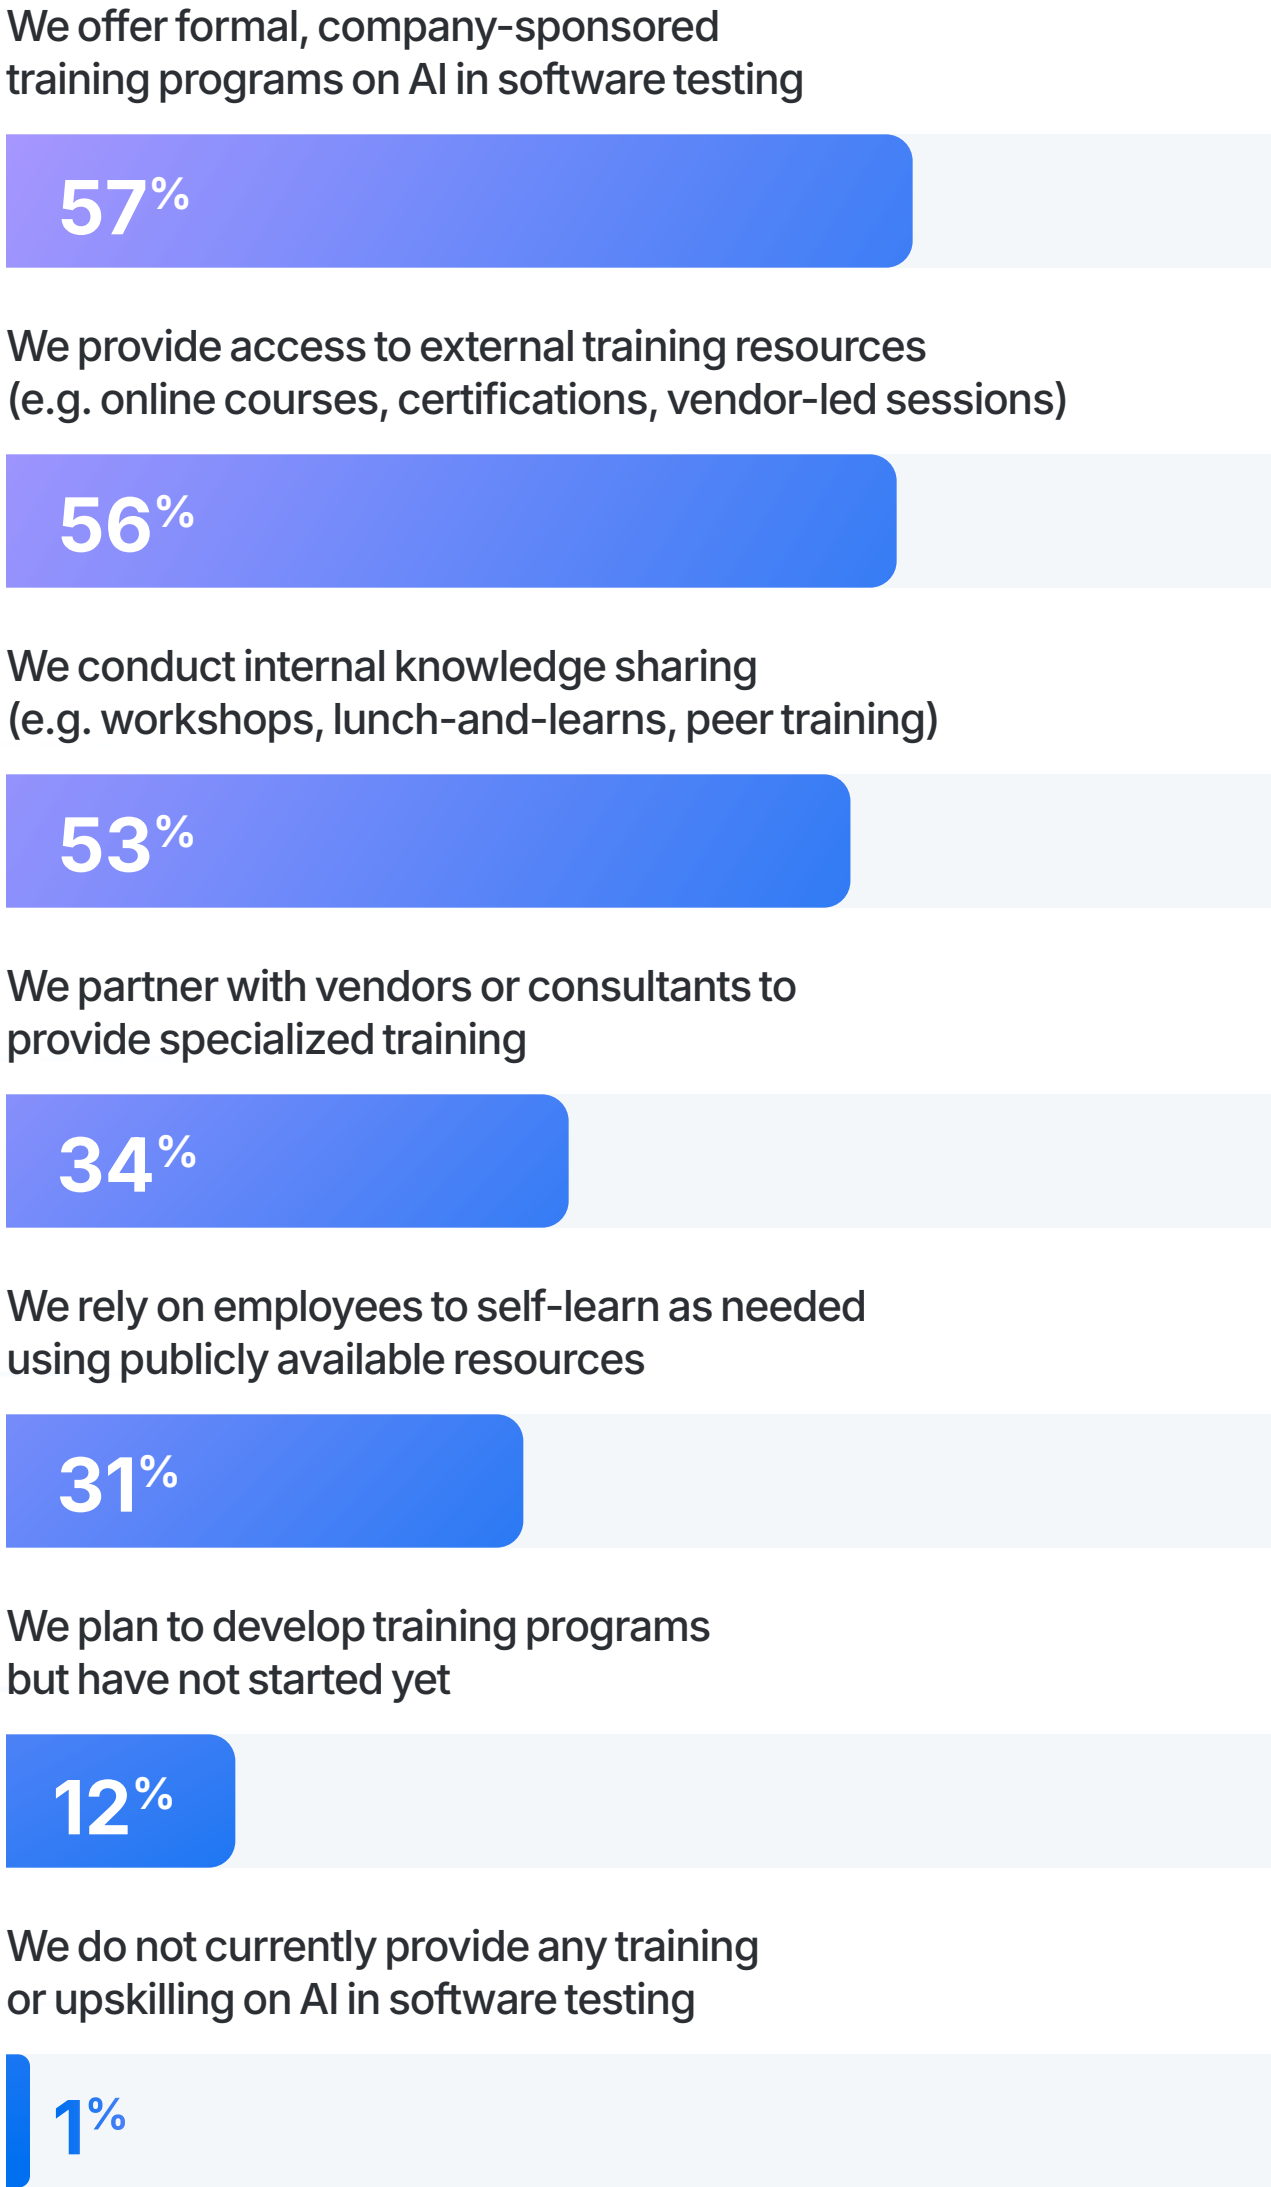 We offer formal, company-sponsored
training programs on AI in software testing
57%
We provide access to external training resources
(e.g. online courses, certifications, vendor-led sessions)
56%
We conduct internal knowledge sharing
(e.g. workshops, lunch-and-learns, peer training)
53%
We partner with vendors or consultants to
provide specialized training
34%
We rely on employees to self-learn as needed
using publicly available resources
31%
We plan to develop training programs
but have not started yet
12%
We do not currently provide any training
or upskilling on AI in software testing
1%